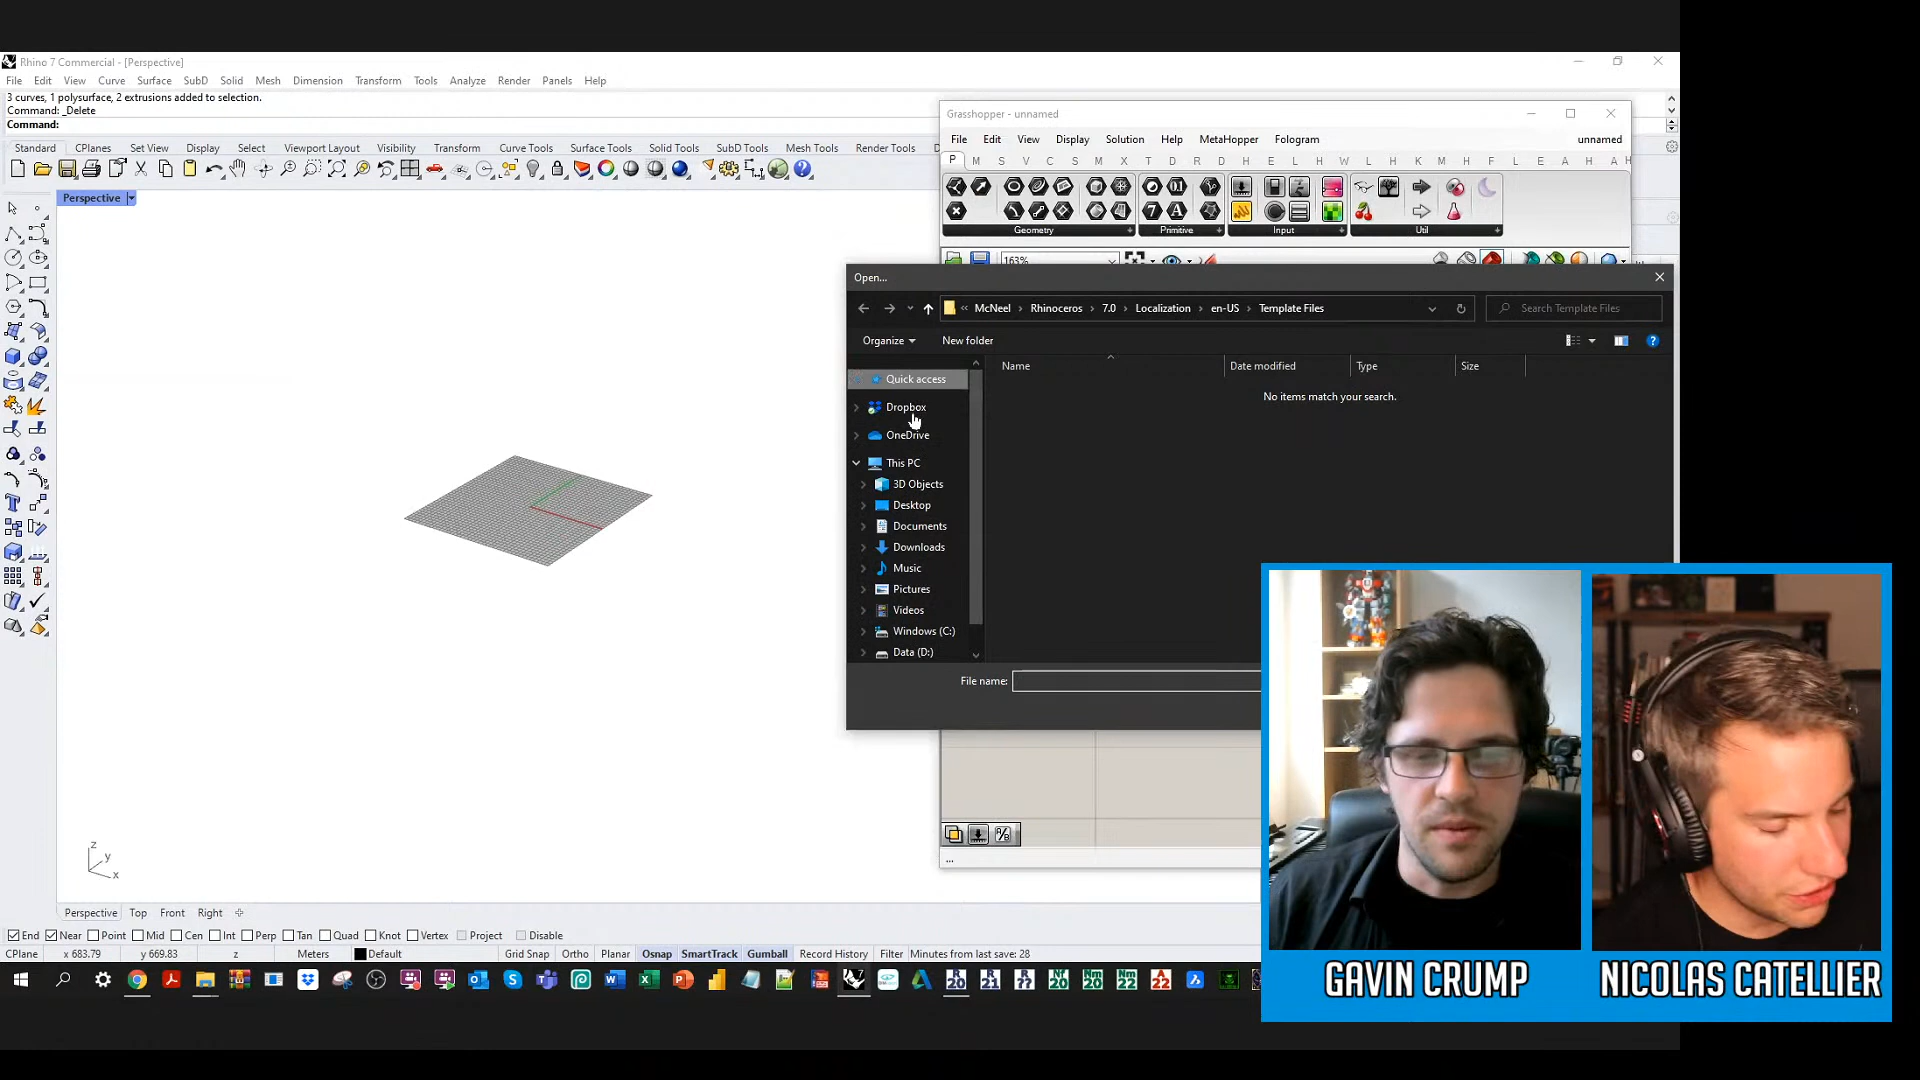 Rhino 7 Commercial - [Perspective]
File Edit View Curve Surface SubD Solid Mesh Dimension Transform Tools Analyze Render Panels Help
3 curves, 1 polysurface, 2 extrusions added to selection.
Command: _Delete
Command:
Standard CPlanes Set View Display Select Viewport Layout Visibility Transform Curve Tools Surface Tools Solid Tools SubD Tools Mesh Tools Render Tools D
Perspective
Grasshopper - unnamed
File Edit View Display Solution Help MetaHopper Fologram unnamed
P M S V C S M X T D R D H E L H W L H K M H F L E A H A H
Geometry Primitive Input Util
163%
Open...
« McNeel › Rhinoceros › 7.0 › Localization › en-US › Template Files
Search Template Files
Organize New folder
Name Date modified Type Size
No items match your search.
Quick access
Dropbox
OneDrive
This PC
3D Objects
Desktop
Documents
Downloads
Music
Pictures
Videos
Windows (C:)
Data (D:)
File name:
...
z
y
x
Perspective Top Front Right
End Near Point Mid Cen Int Perp Tan Quad Knot Vertex Project Disable
CPlane x 683.79 y 669.83 z Meters Default Grid Snap Ortho Planar Osnap SmartTrack Gumball Record History Filter Minutes from last save: 28
GAVIN CRUMP
NICOLAS CATELLIER